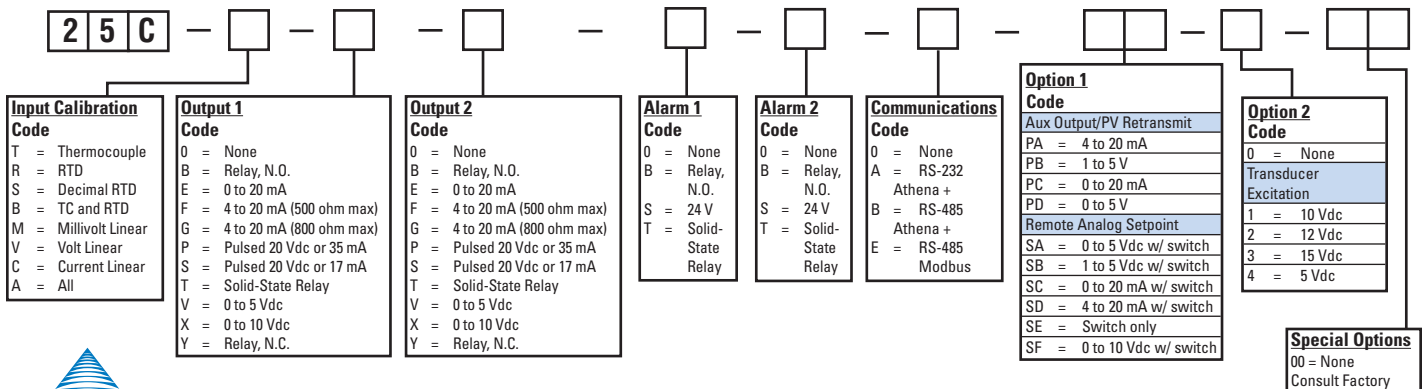 25C — — — — — — — —
Input Calibration
Code
T = Thermocouple
R = RTD
S = Decimal RTD
B = TC and RTD
M = Millivolt Linear
V = Volt Linear
C = Current Linear
A = All
Output 1
Code
0 = None
B = Relay, N.O.
E = 0 to 20 mA
F = 4 to 20 mA (500 ohm max)
G = 4 to 20 mA (800 ohm max)
P = Pulsed 20 Vdc or 35 mA
S = Pulsed 20 Vdc or 17 mA
T = Solid-State Relay
V = 0 to 5 Vdc
X = 0 to 10 Vdc
Y = Relay, N.C.
Output 2
Code
0 = None
B = Relay, N.O.
E = 0 to 20 mA
F = 4 to 20 mA (500 ohm max)
G = 4 to 20 mA (800 ohm max)
P = Pulsed 20 Vdc or 35 mA
S = Pulsed 20 Vdc or 17 mA
T = Solid-State Relay
V = 0 to 5 Vdc
X = 0 to 10 Vdc
Y = Relay, N.C.
Alarm 1
Code
0 = None
B = Relay,
N.O.
S = 24 V
T = Solid-
State
Relay
Alarm 2
Code
0 = None
B = Relay,
N.O.
S = 24 V
T = Solid-
State
Relay
Communications
Code
0 = None
A = RS-232
Athena +
B = RS-485
Athena +
E = RS-485
Modbus
Option 1
Code
Aux Output/PV Retransmit
PA = 4 to 20 mA
PB = 1 to 5 V
PC = 0 to 20 mA
PD = 0 to 5 V
Remote Analog Setpoint
SA = 0 to 5 Vdc w/ switch
SB = 1 to 5 Vdc w/ switch
SC = 0 to 20 mA w/ switch
SD = 4 to 20 mA w/ switch
SE = Switch only
SF = 0 to 10 Vdc w/ switch
Option 2
Code
0 = None
Transducer
Excitation
1 = 10 Vdc
2 = 12 Vdc
3 = 15 Vdc
4 = 5 Vdc
Special Options
00 = None
Consult Factory